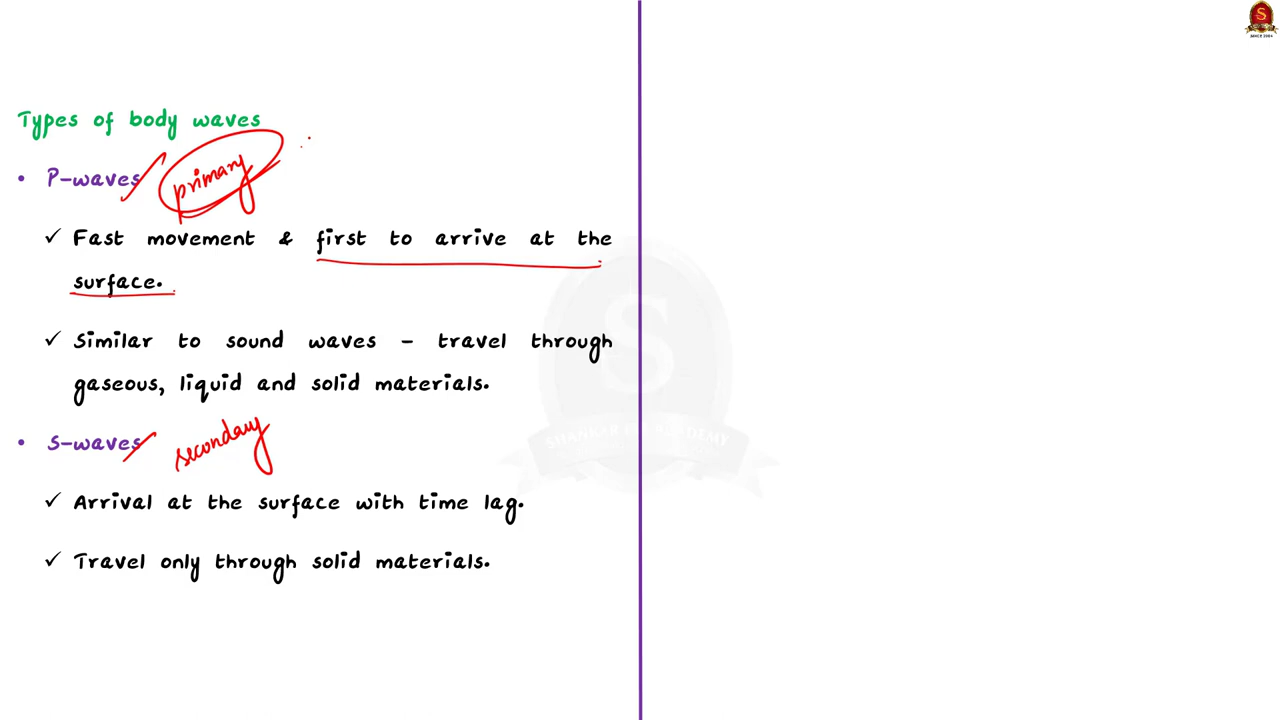 Types of body waves
• P-waves primary
✓ Fast movement & first to arrive at the
surface.
✓ Similar to sound waves – travel through
gaseous, liquid and solid materials.
• S-waves secondary
✓ Arrival at the surface with time lag.
✓ Travel only through solid materials.
S
SINCE 2004